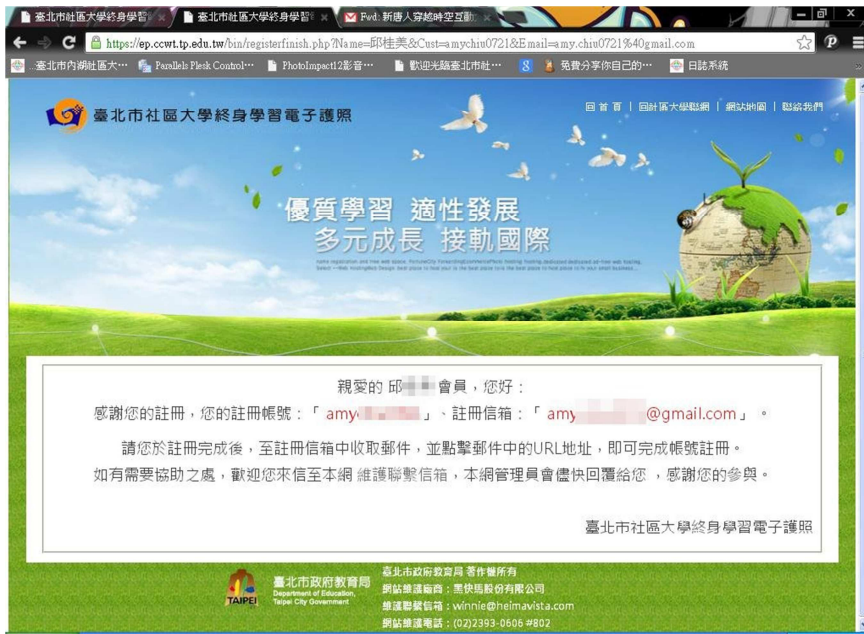 臺北市社區大學終身學習
臺北市社區大學終身學習
Fwd: 新唐人穿越時空互動
https://ep.ccwt.tp.edu.tw/bin/registerfinish.php?Name=邱桂美&Cust=amychiu0721&Email=amy.chiu0721%40gmail.com
...臺北市內湖社區大… Parallels Plesk Control… PhotoImpact12影音… 歡迎光臨臺北市社… 8 免費分享你自己的… 日誌系統
臺北市社區大學終身學習電子護照
回首頁 | 回社區大學聯網 | 網站地圖 | 聯絡我們
優質學習 適性發展
多元成長 接軌國際
親愛的 邱 會員，您好：
感謝您的註冊，您的註冊帳號：「 amy 」、註冊信箱：「 amy @gmail.com 」 。
請您於註冊完成後，至註冊信箱中收取郵件，並點擊郵件中的URL地址，即可完成帳號註冊。
如有需要協助之處，歡迎您來信至本網 維護聯繫信箱，本網管理員會儘快回覆給您 ，感謝您的參與。
臺北市社區大學終身學習電子護照
TAIPEI
臺北市政府教育局
Department of Education,
Taipei City Government
臺北市政府教育局 著作權所有
網站維護廠商：黑快馬股份有限公司
維護聯繫信箱：winnie@heimavista.com
網站維護電話：(02)2393-0606 #802